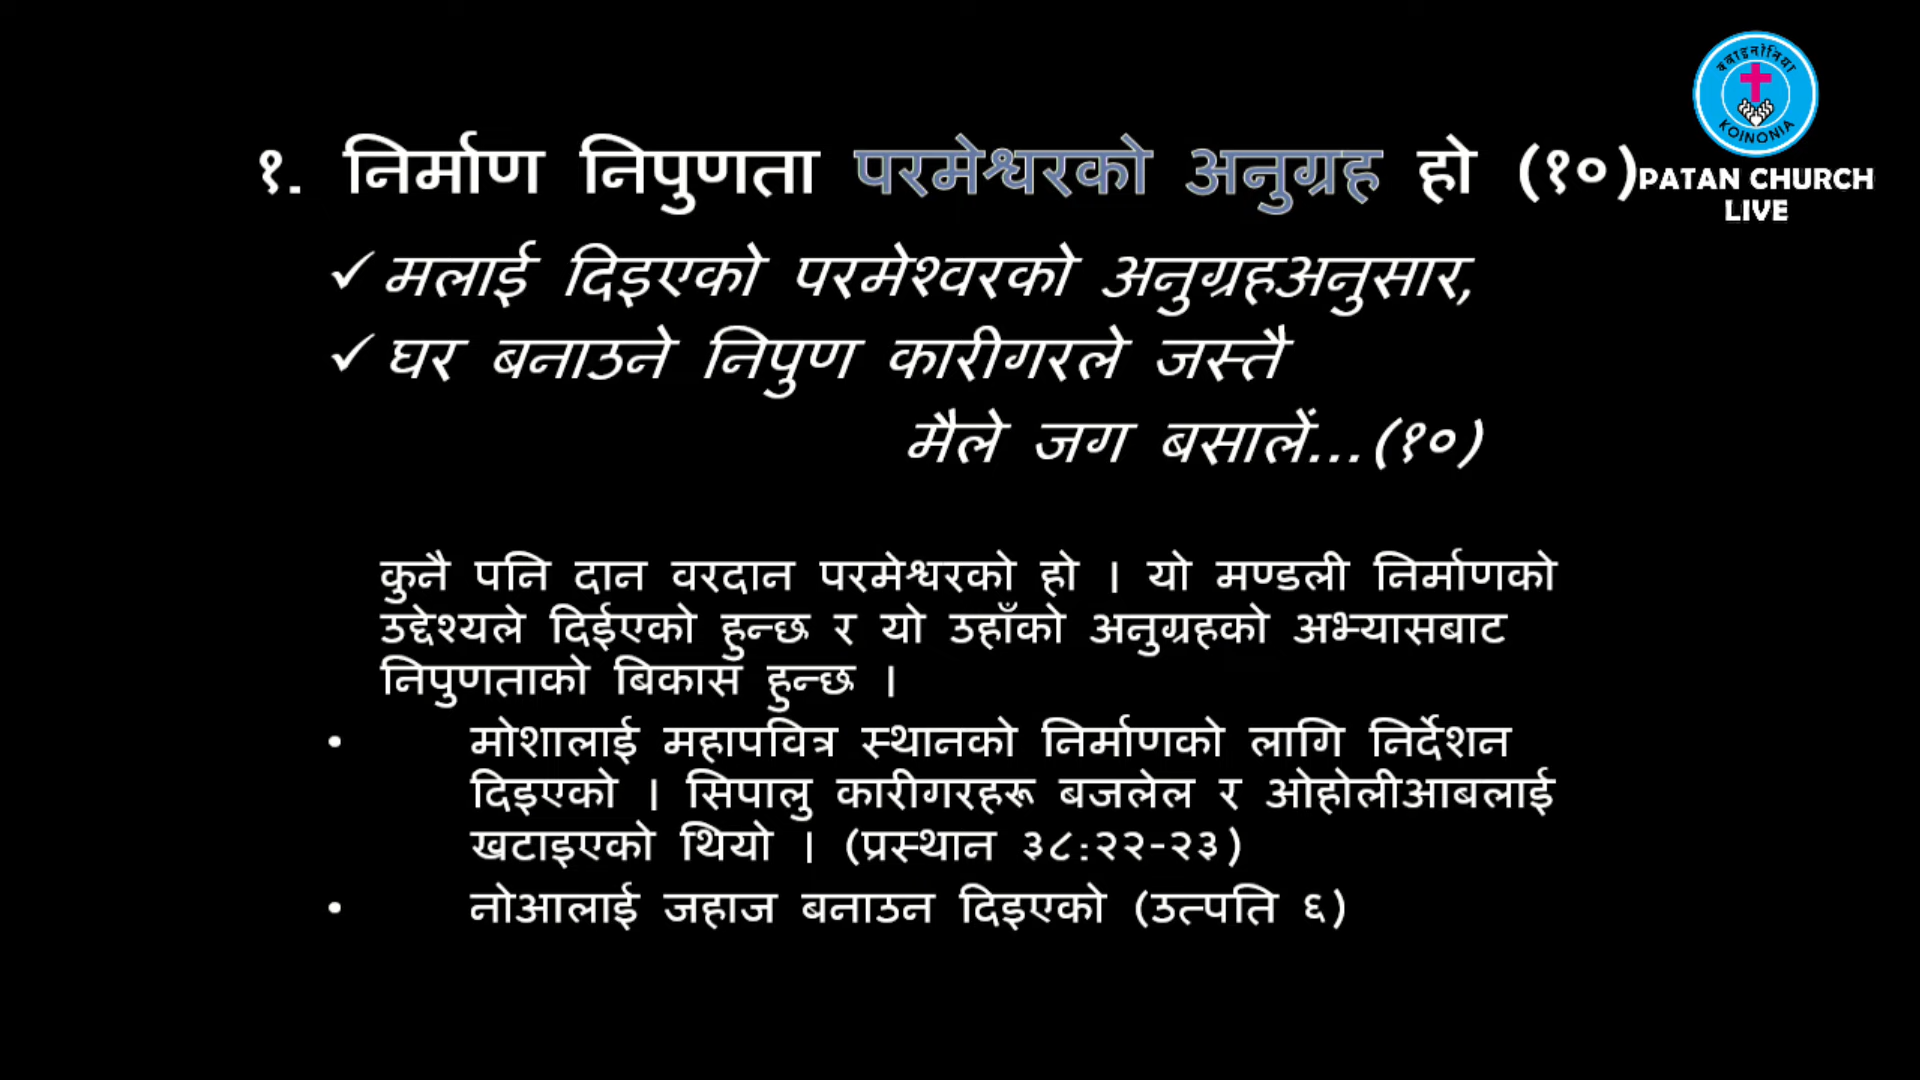 क्वाइनोनिया
KOINONIA
PATAN CHURCH
LIVE
१. निर्माण निपुणता परमेश्वरको अनुग्रह हो (१०)
✓ मलाई दिइएको परमेश्वरको अनुग्रहअनुसार,
✓ घर बनाउने निपुण कारीगरले जस्तै
मैले जग बसालें...(१०)
कुनै पनि दान वरदान परमेश्वरको हो । यो मण्डली निर्माणको
उद्देश्यले दिईएको हुन्छ र यो उहाँको अनुग्रहको अभ्यासबाट
निपुणताको बिकास हुन्छ ।
• मोशालाई महापवित्र स्थानको निर्माणको लागि निर्देशन
दिइएको । सिपालु कारीगरहरू बजलेल र ओहोलीआबलाई
खटाइएको थियो । (प्रस्थान ३८:२२-२३)
• नोआलाई जहाज बनाउन दिइएको (उत्पति ६)